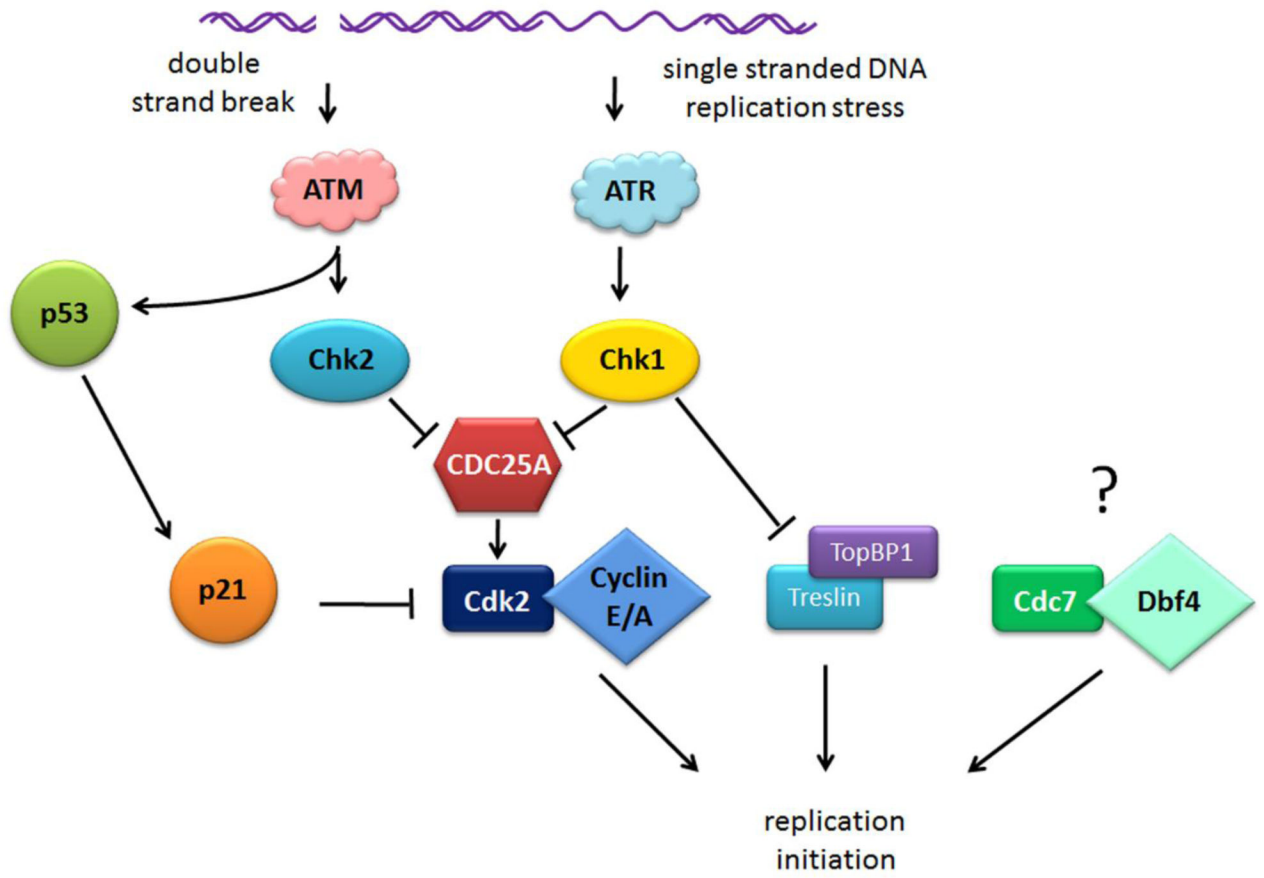 double
strand break
single stranded DNA
replication stress
ATM
ATR
p53
Chk2
Chk1
CDC25A
?
TopBP1
p21
Cdk2
Cyclin
E/A
Treslin
Cdc7
Dbf4
replication
initiation